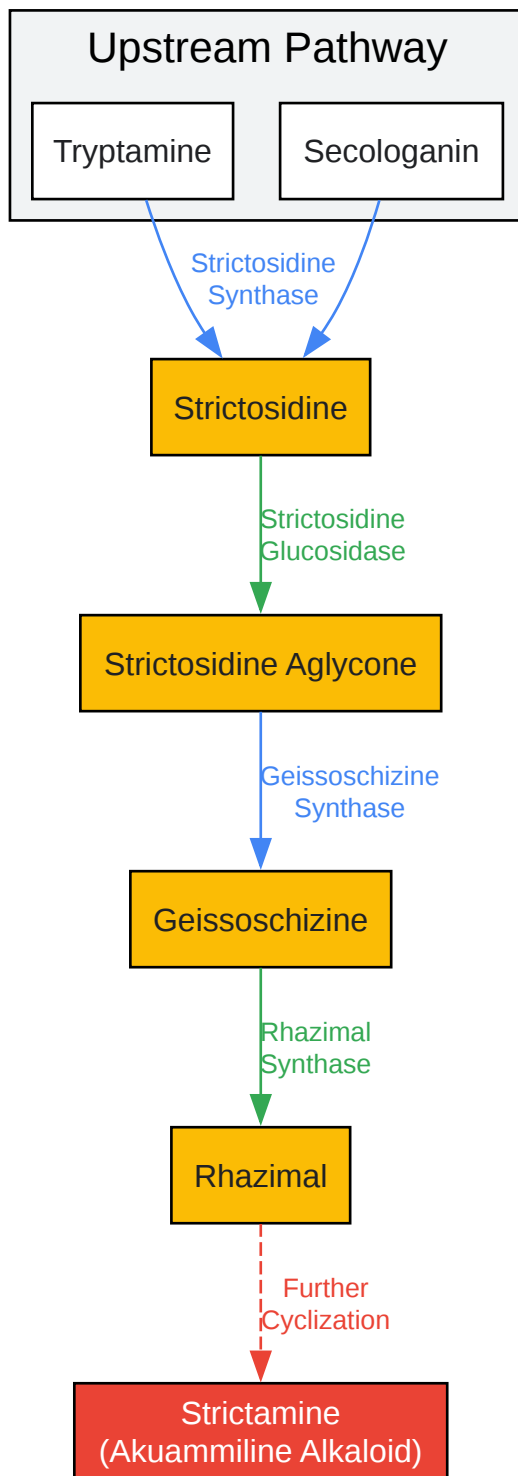 Upstream Pathway
Tryptamine
Secologanin
Strictosidine
Synthase
Strictosidine
Strictosidine
Glucosidase
Strictosidine Aglycone
Geissoschizine
Synthase
Geissoschizine
Rhazimal
Synthase
Rhazimal
Further
Cyclization
Strictamine
(Akuammiline Alkaloid)